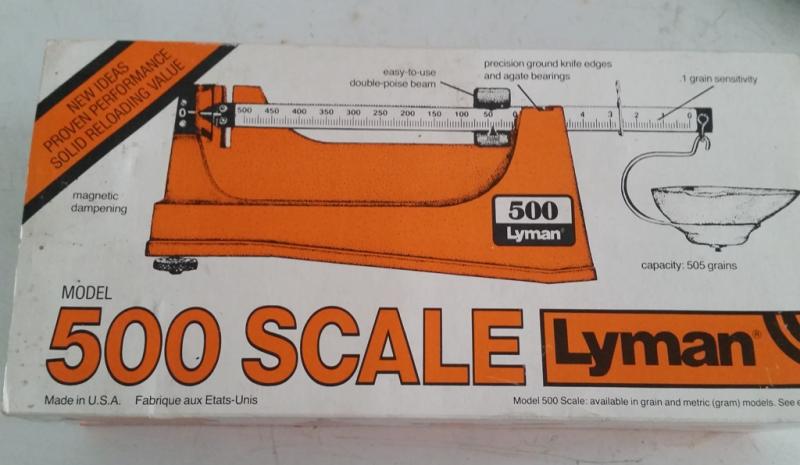 NEW IDEAS
PROVEN PERFORMANCE
SOLID RELOADING VALUE
easy-to-use
double-poise beam
precision ground knife edges
and agate bearings
.1 grain sensitivity
0
500 450 400 350 300 250 200 150 100 50 0
4 3 2 1 0
magnetic
dampening
500
Lyman®
capacity: 505 grains
MODEL
500 SCALE
Lyman®
Made in U.S.A. Fabrique aux Etats-Unis
Model 500 Scale: available in grain and metric (gram) models. See